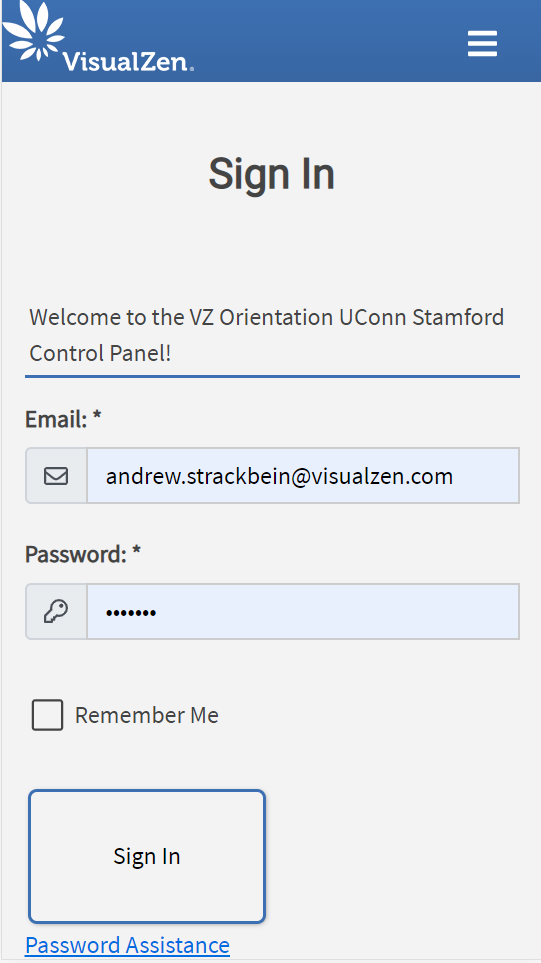 VisualZen.
Sign In
Welcome to the VZ Orientation UConn Stamford
Control Panel!
Email: *
andrew.strackbein@visualzen.com
Password: *
•••••••
Remember Me
Sign In
Password Assistance